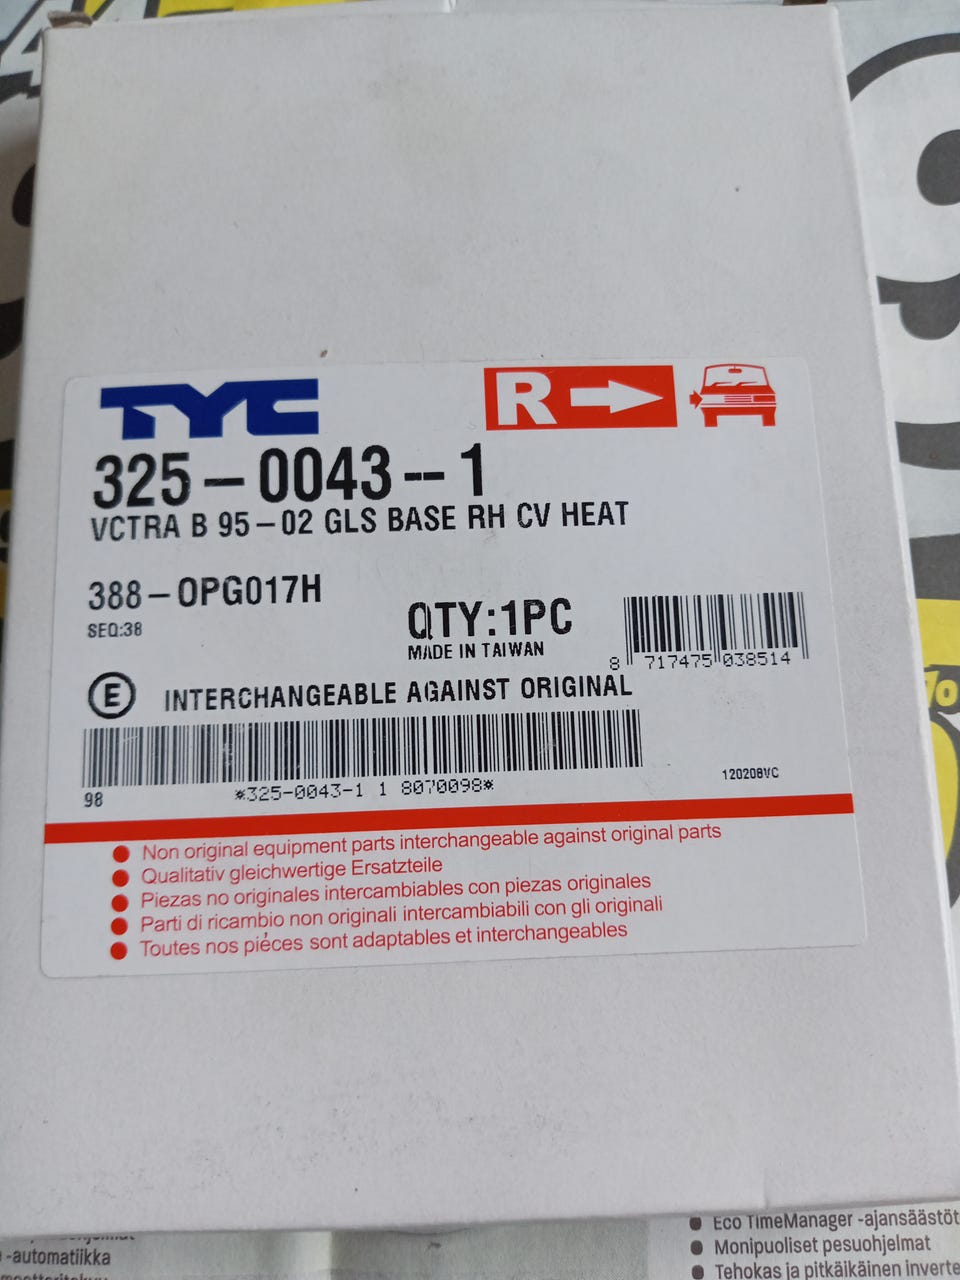 TYC
R
325-0043--1
VCTRA B 95-02 GLS BASE RH CV HEAT
388-0PG017H
SEQ:38
QTY:1PC
MADE IN TAIWAN
8 717475 038514
E INTERCHANGEABLE AGAINST ORIGINAL
98
*325-0043-1 1 8070098*
120208VC
● Non original equipment parts interchangeable against original parts
● Qualitativ gleichwertige Ersatzteile
● Piezas no originales intercambiables con piezas originales
● Parti di ricambio non originali intercambiabili con gli originali
● Toutes nos piéces sont adaptables et interchangeables
-automatiikka
● Eco TimeManager -ajansäästöt
● Monipuoliset pesuohjelmat
● Tehokas ja pitkäikäinen inverte